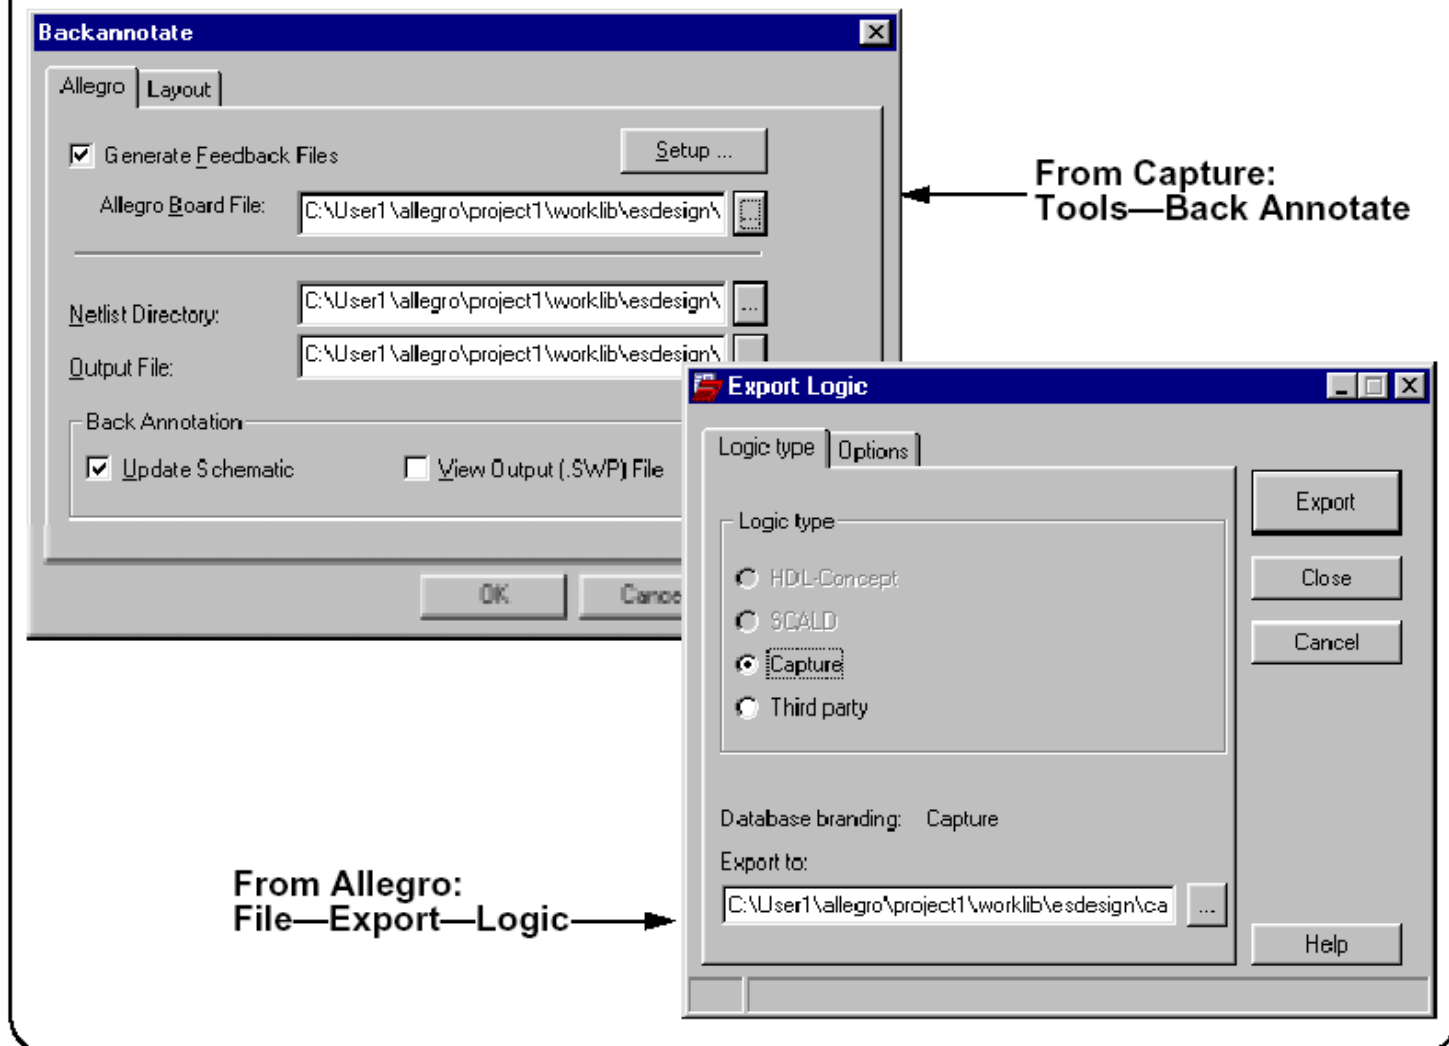 Backannotate
Allegro
Layout
Generate Feedback Files
Setup ...
Allegro Board File:
C:\User1\allegro\project1\worklib\esdesign\
...
From Capture:
Tools—Back Annotate
Netlist Directory:
C:\User1\allegro\project1\worklib\esdesign\
...
Output File:
C:\User1\allegro\project1\worklib\esdesign\
Back Annotation
Update Schematic
View Output (.SWP) File
OK
Export Logic
Logic type
Options
Export
Logic type
HDL-Concept
Close
SCALD
Cancel
Capture
Third party
Database branding: Capture
Export to:
C:\User1\allegro\project1\worklib\esdesign\ca
...
Help
From Allegro:
File—Export—Logic